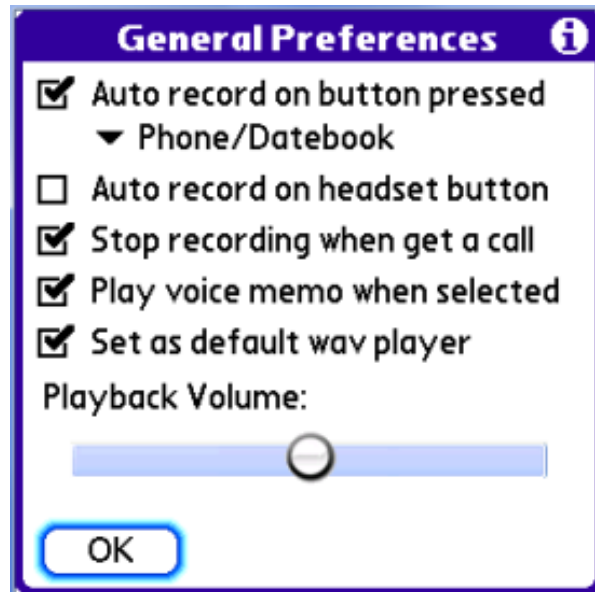 General Preferences i
Auto record on button pressed
Phone/Datebook
Auto record on headset button
Stop recording when get a call
Play voice memo when selected
Set as default wav player
Playback Volume:
OK